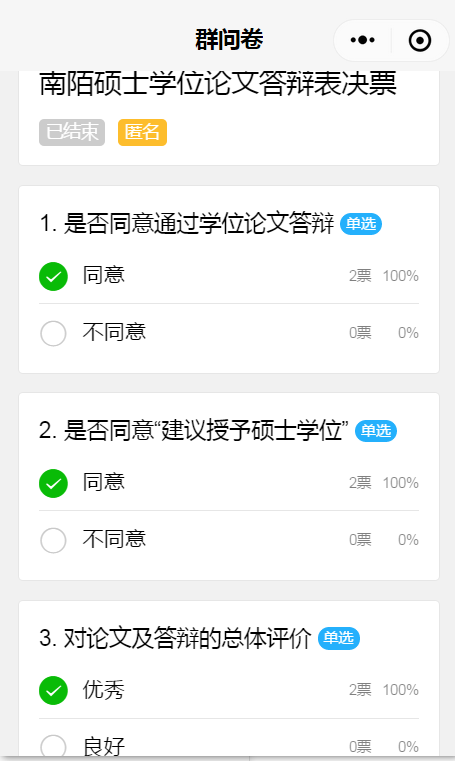 群问卷
南陌硕士学位论文答辩表决票
已结束 匿名
1. 是否同意通过学位论文答辩 单选
同意 2票 100%
不同意 0票 0%
2. 是否同意“建议授予硕士学位” 单选
同意 2票 100%
不同意 0票 0%
3. 对论文及答辩的总体评价 单选
优秀 2票 100%
良好 0票 0%